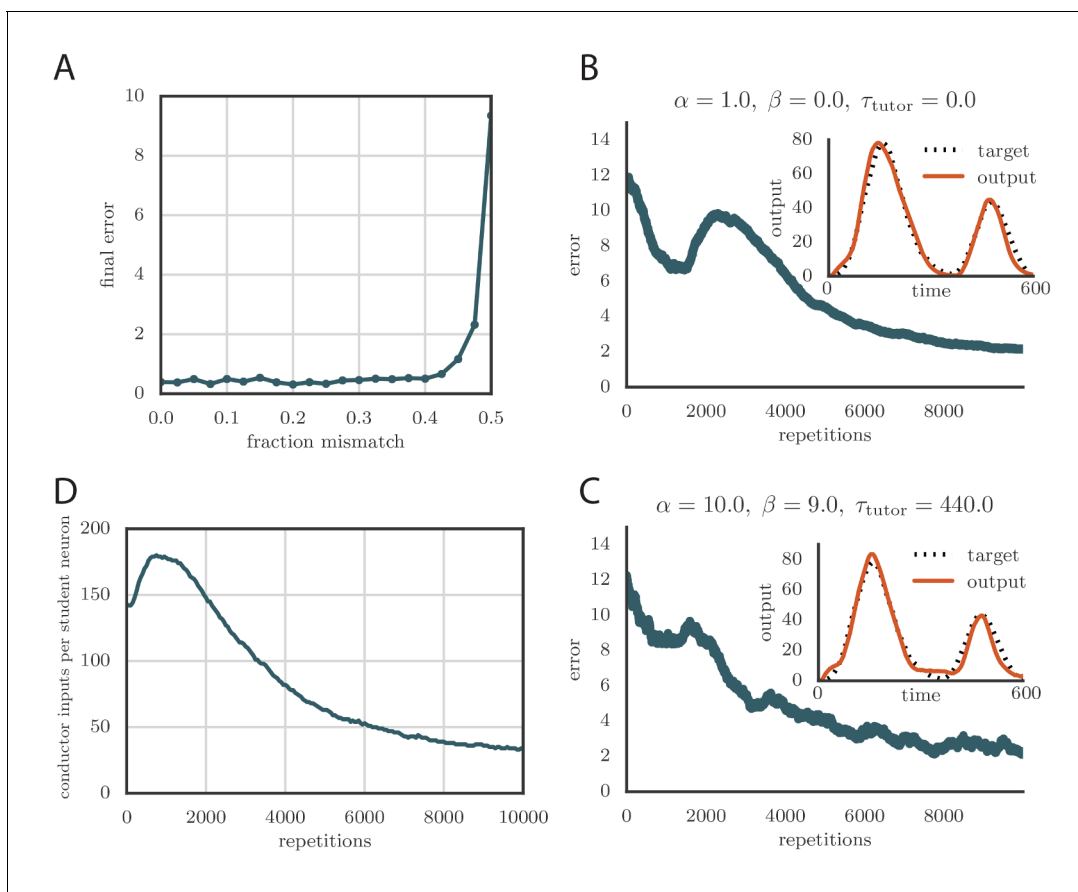 A
10
8
6
4
2
0
0.0 0.1 0.2 0.3 0.4 0.5
final error
fraction mismatch
B
α = 1.0, β = 0.0, τtutor = 0.0
14
12
10
8
6
4
2
0
0 2000 4000 6000 8000
error
repetitions
80
60
40
20
0
0 600
output
time
target
output
D
200
150
100
50
0
0 2000 4000 6000 8000 10000
conductor inputs per student neuron
repetitions
C
α = 10.0, β = 9.0, τtutor = 440.0
14
12
10
8
6
4
2
0
0 2000 4000 6000 8000
error
repetitions
80
60
40
20
0
0 600
output
time
target
output